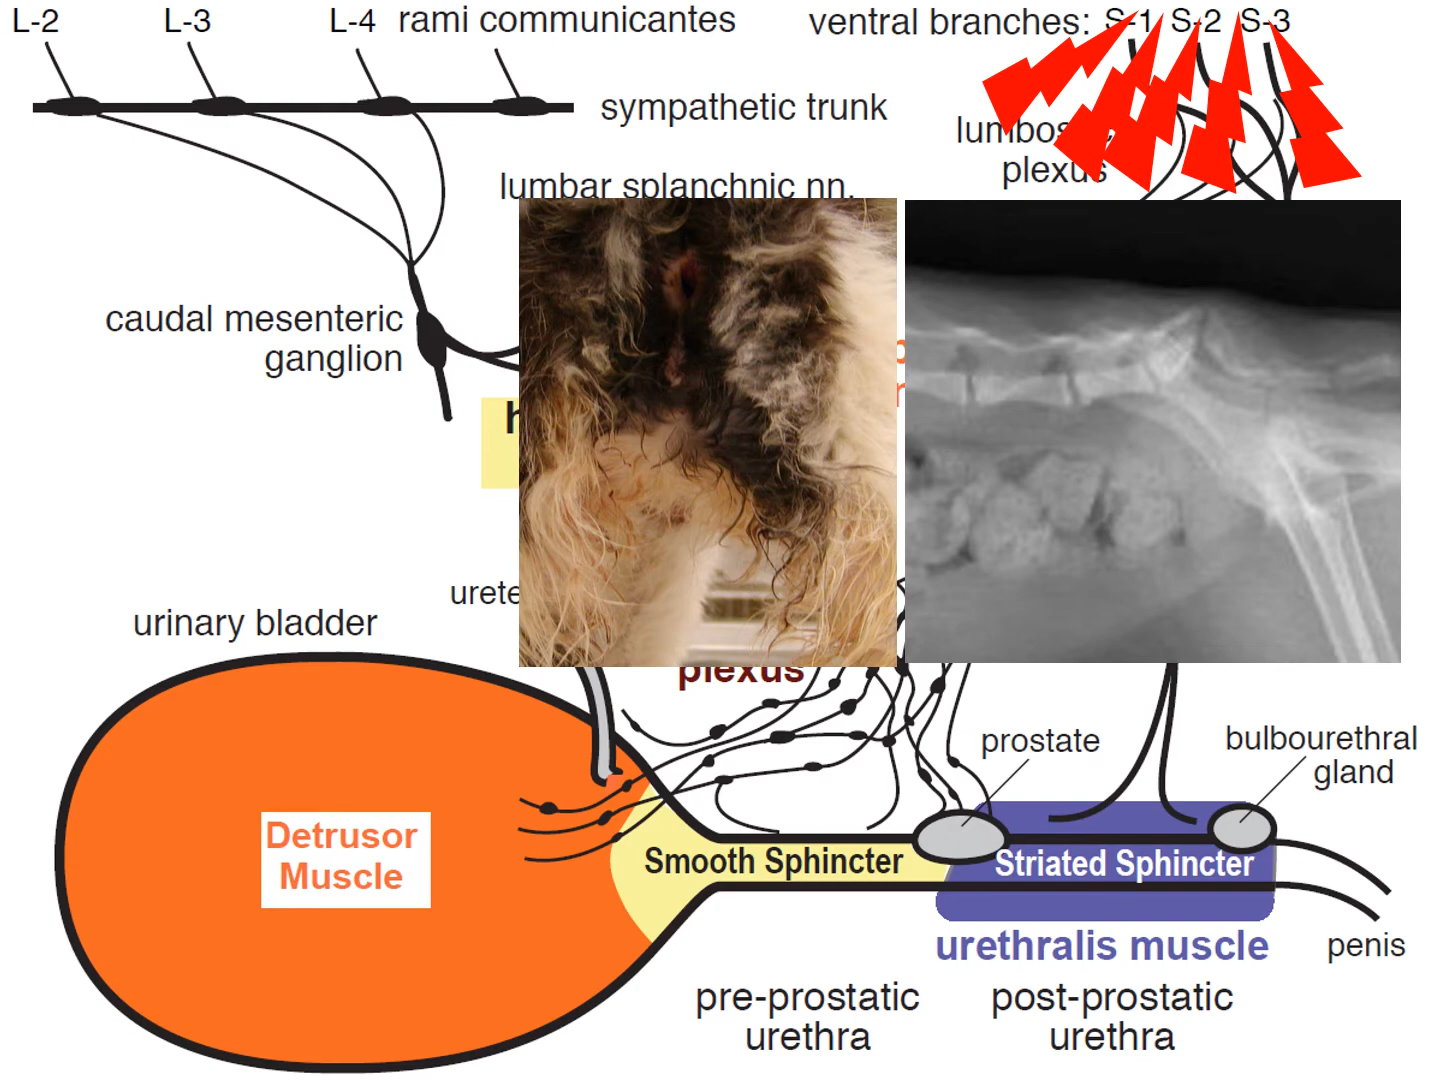 L-2 L-3 L-4 rami communicantes
ventral branches: S-1 S-2 S-3
sympathetic trunk
plexus
lumbar splanchnic nn.
caudal mesenteric
ganglion
urinary bladder
plexus
prostate
bulbourethral
gland
Detrusor
Muscle
Smooth Sphincter
Striated Sphincter
urethralis muscle
penis
pre-prostatic
urethra
post-prostatic
urethra